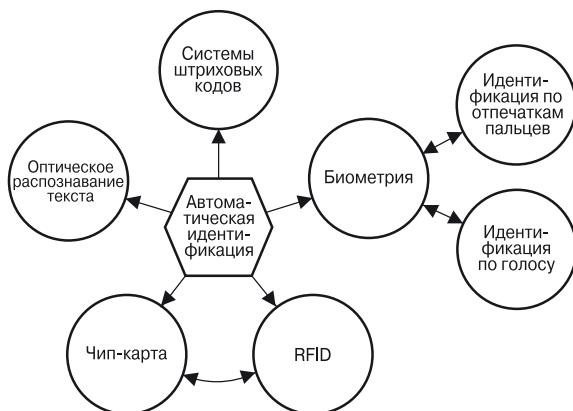 Системы
штриховых
кодов
Идентиф-
фикация по
отпечаткам
пальцев
Оптическое
распознавание
текста
Автома-
тическая
иденти-
фикация
Биометрия
Иденти-
фикация
по голосу
Чип-карта
RFID